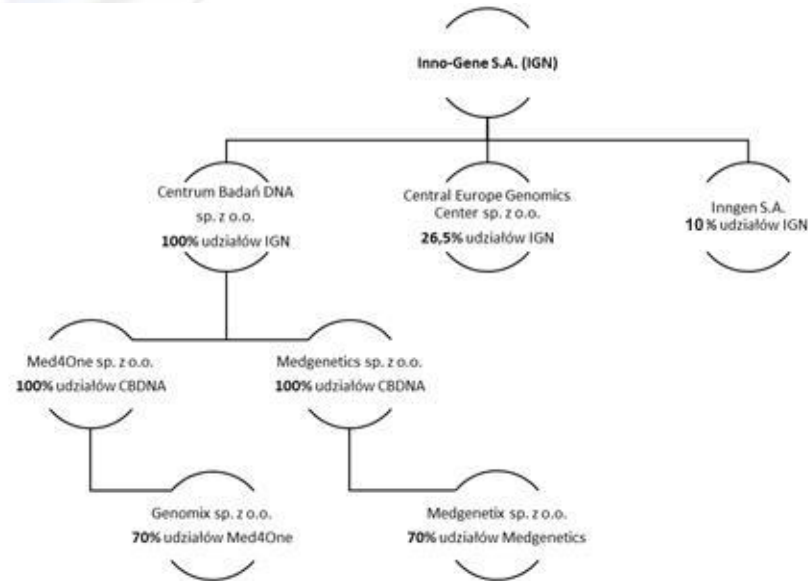 Inno-Gene S.A. (IGN)
Centrum Badań DNA
sp. z o.o.
100% udziałów IGN
Central Europe Genomics
Center sp. z o.o.
26,5% udziałów IGN
Inngen S.A.
10 % udziałów IGN
Med4One sp. z o.o.
100% udziałów CBDNA
Medgenetics sp. z o.o.
100% udziałów CBDNA
Genomix sp. z o.o.
70% udziałów Med4One
Medgenetix sp. z o.o.
70% udziałów Medgenetics